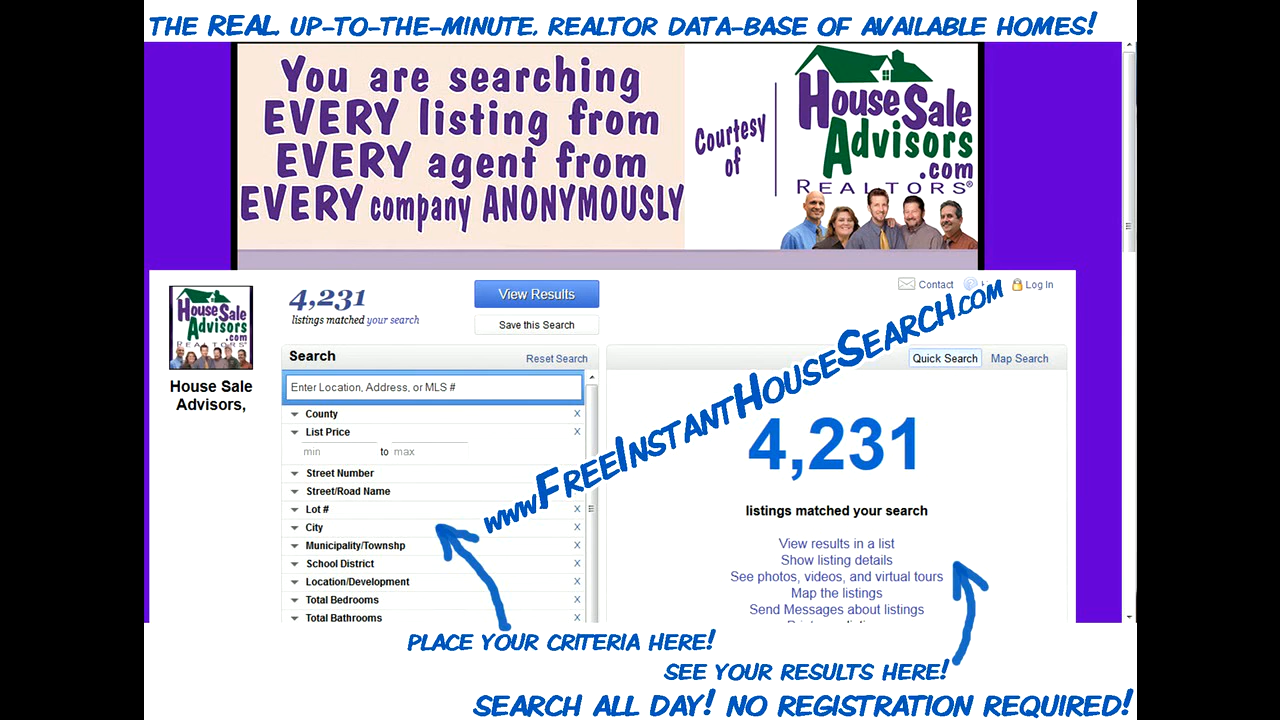 THE REAL, UP-TO-THE-MINUTE, REALTOR DATA-BASE OF AVAILABLE HOMES!
You are searching
EVERY listing from
EVERY agent from
EVERY company ANONYMOUSLY
Courtesy
of
HouseSale
Advisors
.com
REALTORS®
4,231
listings matched your search
View Results
Save this Search
Contact
Log In
HouseSale
Advisors
.com
REALTORS®
House Sale
Advisors,
Search
Reset Search
Quick Search
Map Search
Enter Location, Address, or MLS #
County X
List Price X
min to max
Street Number
Street/Road Name
Lot # X
City X
Municipality/Townshp X
School District X
Location/Development X
Total Bedrooms X
Total Bathrooms X
www.FreeInstantHouseSearch.com
4,231
listings matched your search
View results in a list
Show listing details
See photos, videos, and virtual tours
Map the listings
Send Messages about listings
PLACE YOUR CRITERIA HERE!
SEE YOUR RESULTS HERE!
SEARCH ALL DAY! NO REGISTRATION REQUIRED!